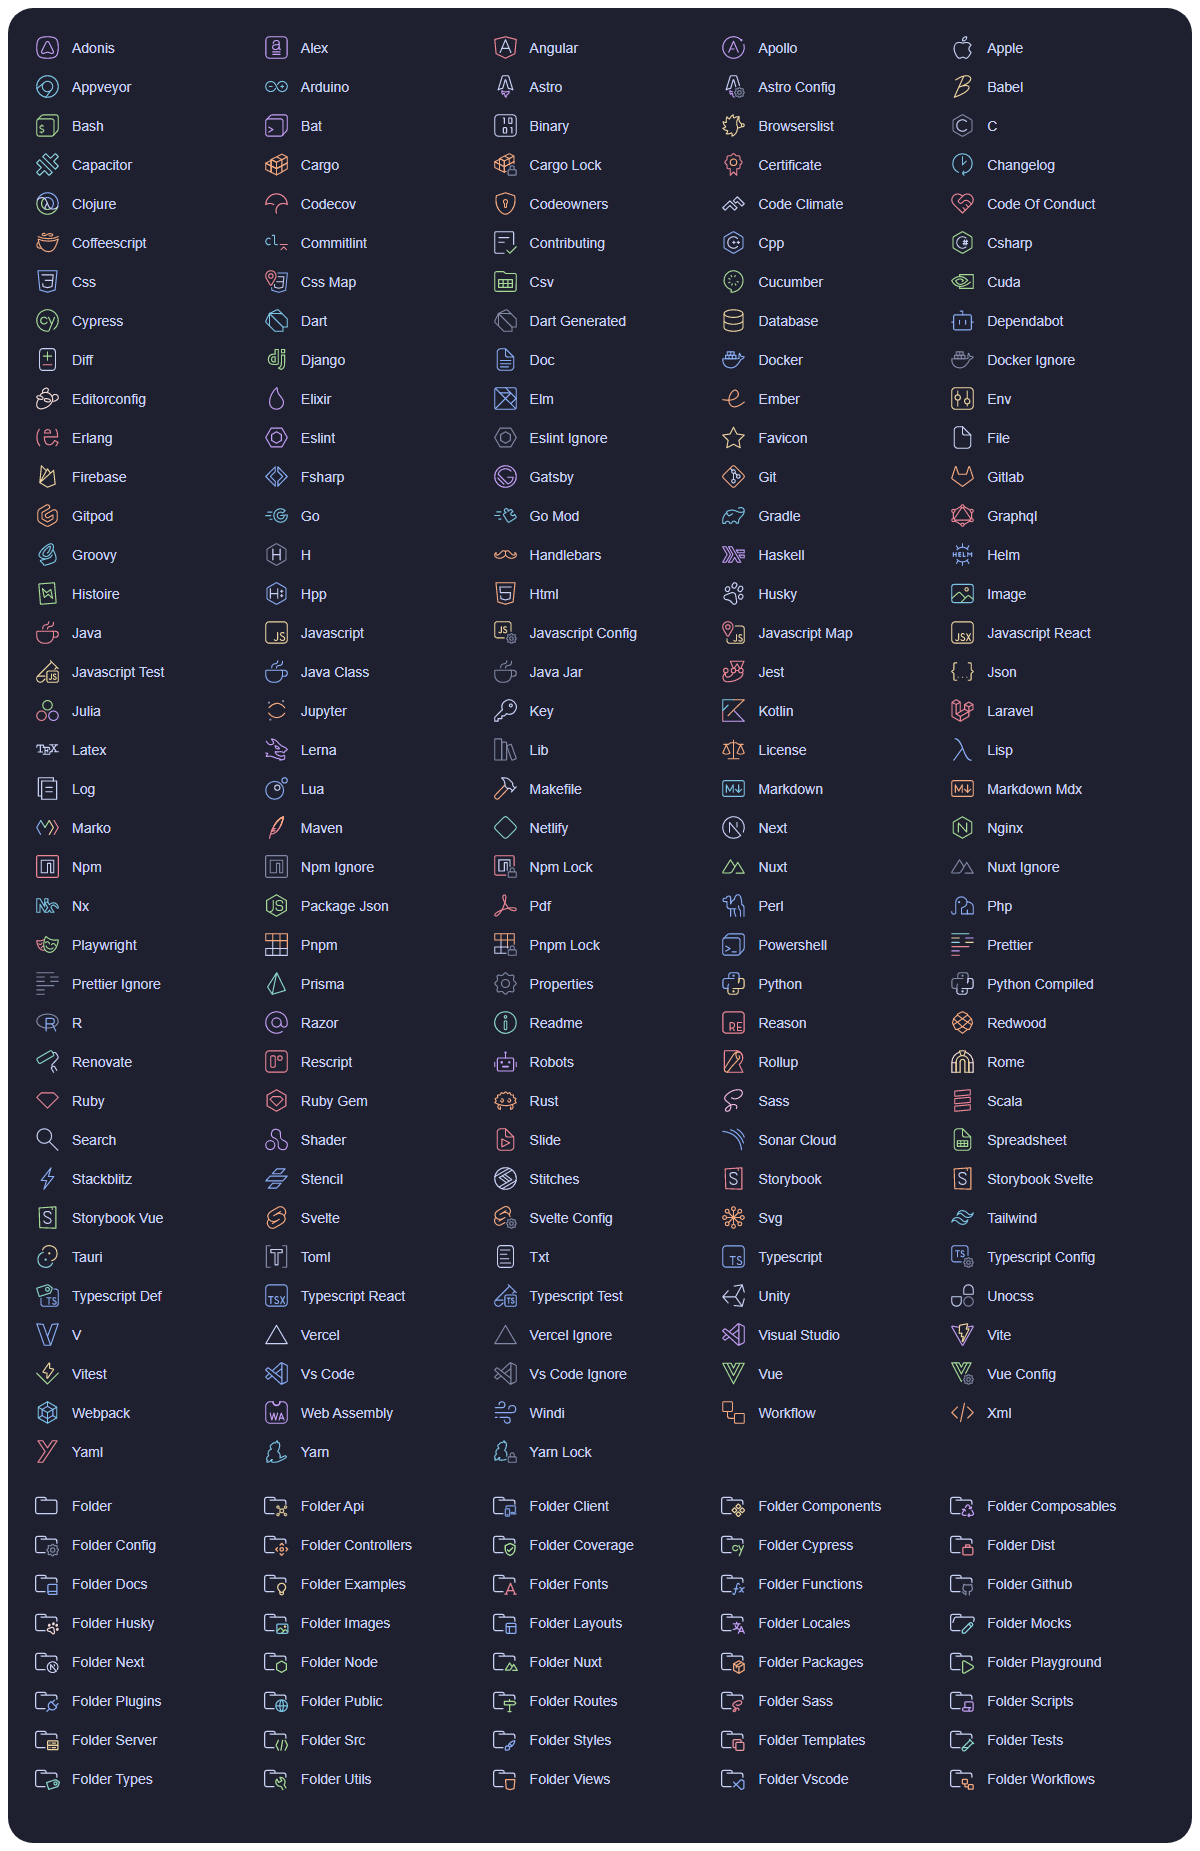 Adonis Alex Angular Apollo Apple
Appveyor Arduino Astro Astro Config Babel
Bash Bat Binary Browserslist C
Capacitor Cargo Cargo Lock Certificate Changelog
Clojure Codecov Codeowners Code Climate Code Of Conduct
Coffeescript Commitlint Contributing Cpp Csharp
Css Css Map Csv Cucumber Cuda
Cypress Dart Dart Generated Database Dependabot
Diff Django Doc Docker Docker Ignore
Editorconfig Elixir Elm Ember Env
Erlang Eslint Eslint Ignore Favicon File
Firebase Fsharp Gatsby Git Gitlab
Gitpod Go Go Mod Gradle Graphql
Groovy H Handlebars Haskell Helm
Histoire Hpp Html Husky Image
Java Javascript Javascript Config Javascript Map Javascript React
Javascript Test Java Class Java Jar Jest Json
Julia Jupyter Key Kotlin Laravel
Latex Lerna Lib License Lisp
Log Lua Makefile Markdown Markdown Mdx
Marko Maven Netlify Next Nginx
Npm Npm Ignore Npm Lock Nuxt Nuxt Ignore
Nx Package Json Pdf Perl Php
Playwright Pnpm Pnpm Lock Powershell Prettier
Prettier Ignore Prisma Properties Python Python Compiled
R Razor Readme Reason Redwood
Renovate Rescript Robots Rollup Rome
Ruby Ruby Gem Rust Sass Scala
Search Shader Slide Sonar Cloud Spreadsheet
Stackblitz Stencil Stitches Storybook Storybook Svelte
Storybook Vue Svelte Svelte Config Svg Tailwind
Tauri Toml Txt Typescript Typescript Config
Typescript Def Typescript React Typescript Test Unity Unocss
V Vercel Vercel Ignore Visual Studio Vite
Vitest Vs Code Vs Code Ignore Vue Vue Config
Webpack Web Assembly Windi Workflow Xml
Yaml Yarn Yarn Lock
Folder Folder Api Folder Client Folder Components Folder Composables
Folder Config Folder Controllers Folder Coverage Folder Cypress Folder Dist
Folder Docs Folder Examples Folder Fonts Folder Functions Folder Github
Folder Husky Folder Images Folder Layouts Folder Locales Folder Mocks
Folder Next Folder Node Folder Nuxt Folder Packages Folder Playground
Folder Plugins Folder Public Folder Routes Folder Sass Folder Scripts
Folder Server Folder Src Folder Styles Folder Templates Folder Tests
Folder Types Folder Utils Folder Views Folder Vscode Folder Workflows